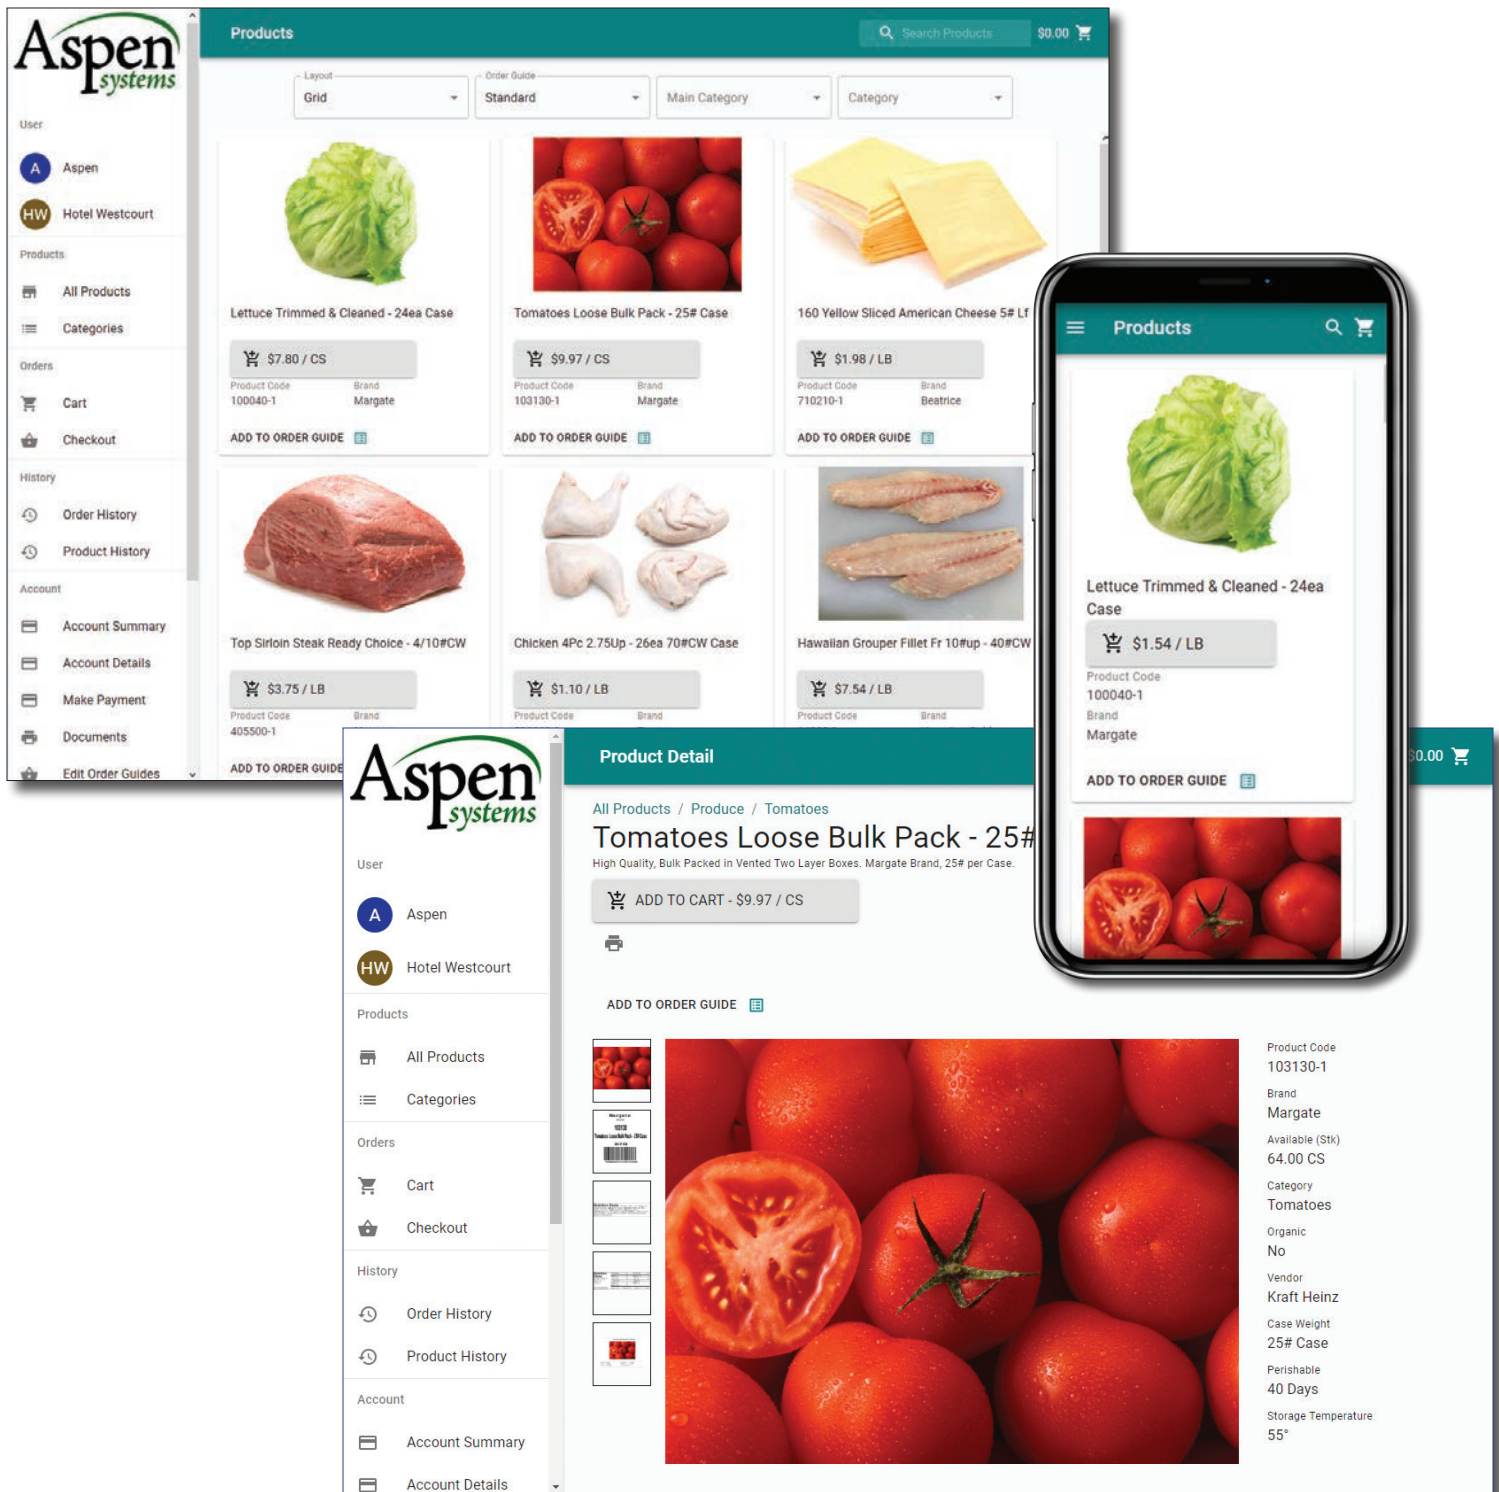 Aspen
systems
Products
Search Products
$0.00
Layout
Grid
Order Guide
Standard
Main Category
Category
User
A
Aspen
HW
Hotel Westcourt
Products
All Products
Categories
Orders
Cart
Checkout
History
Order History
Product History
Account
Account Summary
Account Details
Make Payment
Documents
Edit Order Guides
Lettuce Trimmed & Cleaned - 24ea Case
$7.80 / CS
Product Code Brand
100040-1 Margate
ADD TO ORDER GUIDE
Tomatoes Loose Bulk Pack - 25# Case
$9.97 / CS
Product Code Brand
103130-1 Margate
ADD TO ORDER GUIDE
160 Yellow Sliced American Cheese 5# Lf
$1.98 / LB
Product Code Brand
710210-1 Beatrice
ADD TO ORDER GUIDE
Top Sirloin Steak Ready Choice - 4/10#CW
$3.75 / LB
Product Code Brand
405500-1
ADD TO ORDER GUIDE
Chicken 4Pc 2.75Up - 26ea 70#CW Case
$1.10 / LB
Product Code Brand
Hawaiian Grouper Fillet Fr 10#up - 40#CW
$7.54 / LB
Product Code Brand
Products
Lettuce Trimmed & Cleaned - 24ea
Case
$1.54 / LB
Product Code
100040-1
Brand
Margate
ADD TO ORDER GUIDE
Aspen
systems
Product Detail
$0.00
User
A
Aspen
HW
Hotel Westcourt
Products
All Products
Categories
Orders
Cart
Checkout
History
Order History
Product History
Account
Account Summary
Account Details
All Products / Produce / Tomatoes
Tomatoes Loose Bulk Pack - 25#
High Quality, Bulk Packed in Vented Two Layer Boxes. Margate Brand, 25# per Case.
ADD TO CART - $9.97 / CS
ADD TO ORDER GUIDE
Margate
103130
Tomatoes Loose Bulk Pack - 25# Case
Product Code
103130-1
Brand
Margate
Available (Stk)
64.00 CS
Category
Tomatoes
Organic
No
Vendor
Kraft Heinz
Case Weight
25# Case
Perishable
40 Days
Storage Temperature
55°